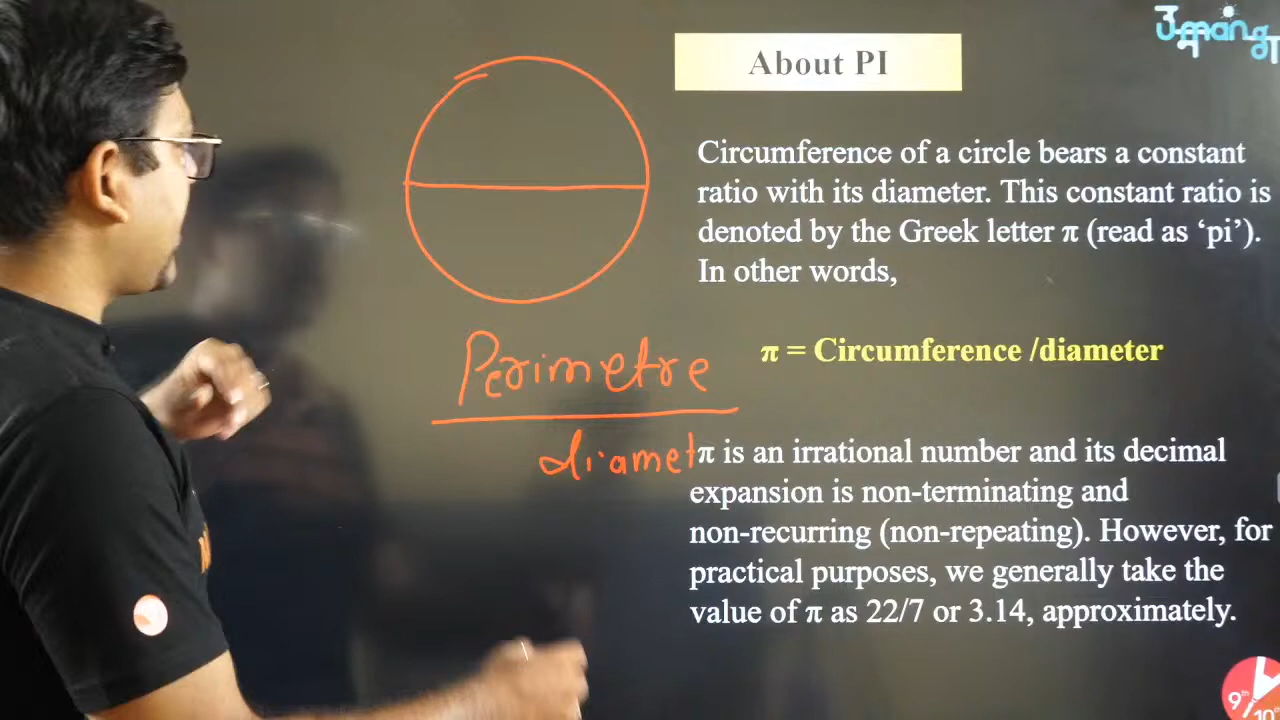 उमंग
About PI
Circumference of a circle bears a constant
ratio with its diameter. This constant ratio is
denoted by the Greek letter π (read as ‘pi’).
In other words,
π = Circumference /diameter
Perimetre
diamet
π is an irrational number and its decimal
expansion is non-terminating and
non-recurring (non-repeating). However, for
practical purposes, we generally take the
value of π as 22/7 or 3.14, approximately.
9th
10th